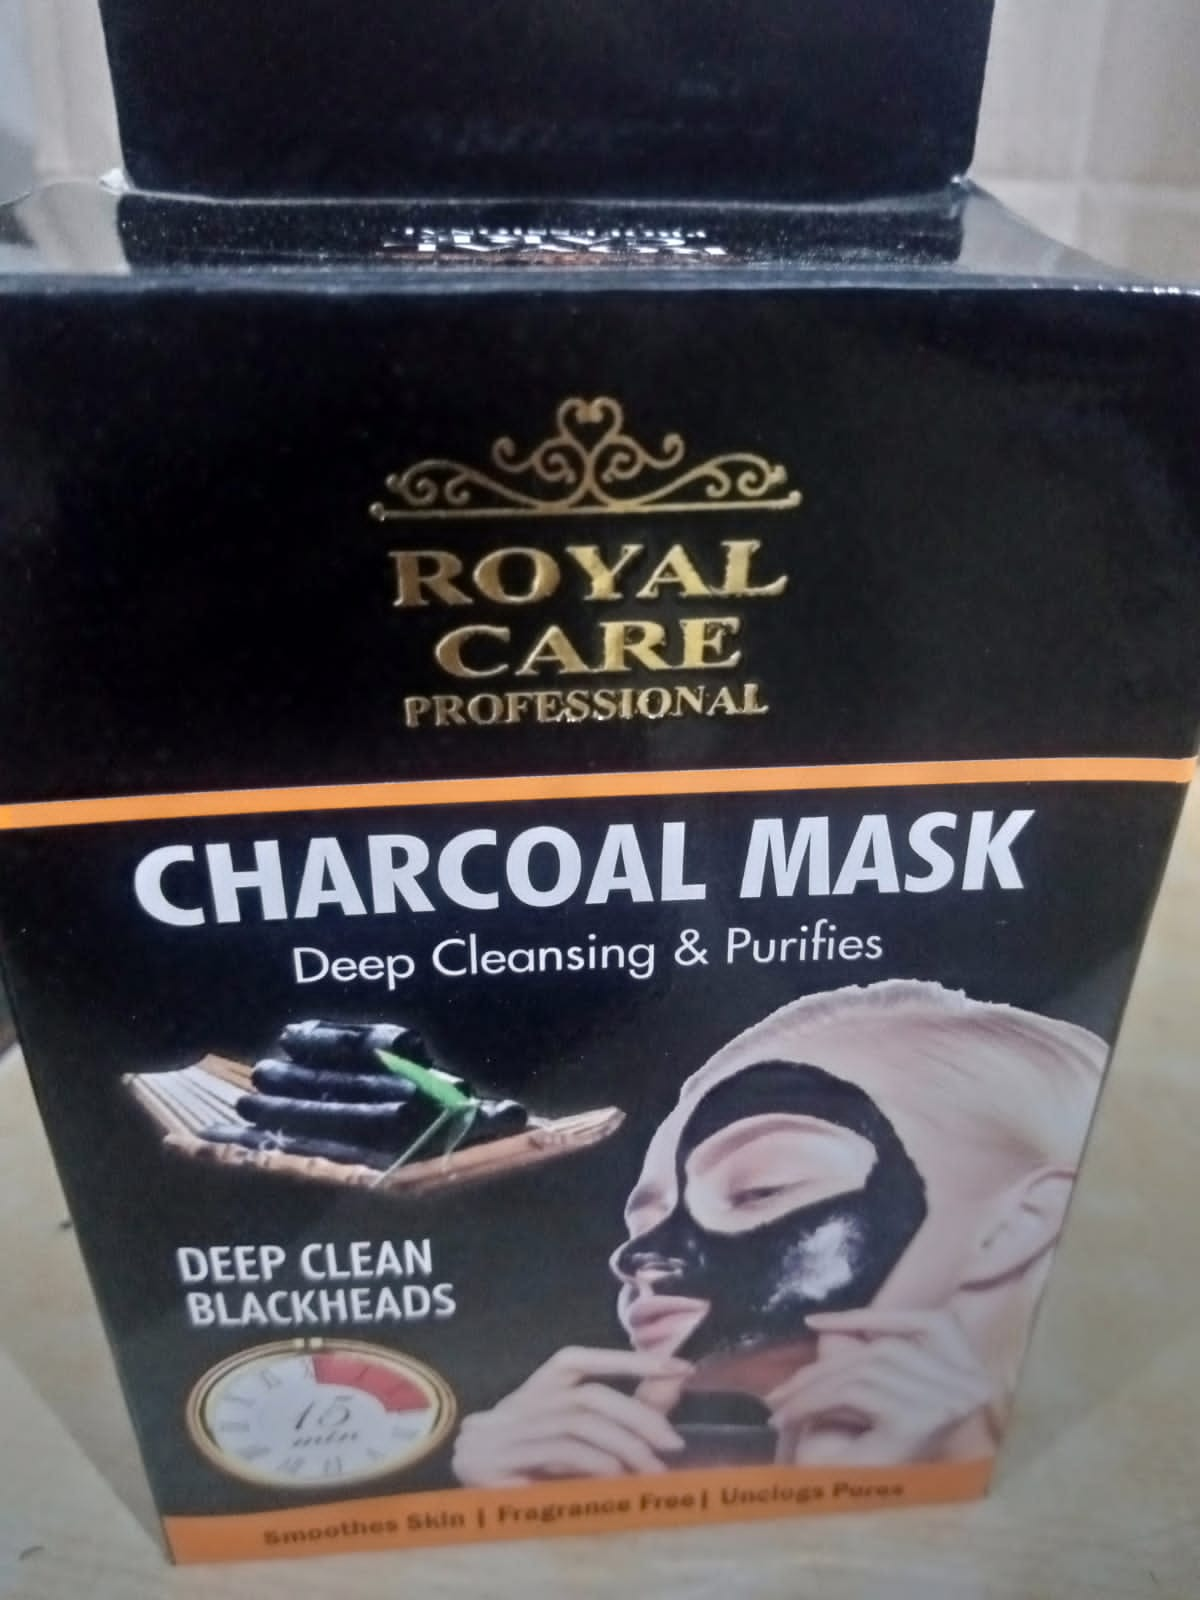 ROYAL
CARE
PROFESSIONAL
CHARCOAL MASK
Deep Cleansing & Purifies
DEEP CLEAN
BLACKHEADS
15
min
Smoothes Skin | Fragrance Free | Unclogs Pores